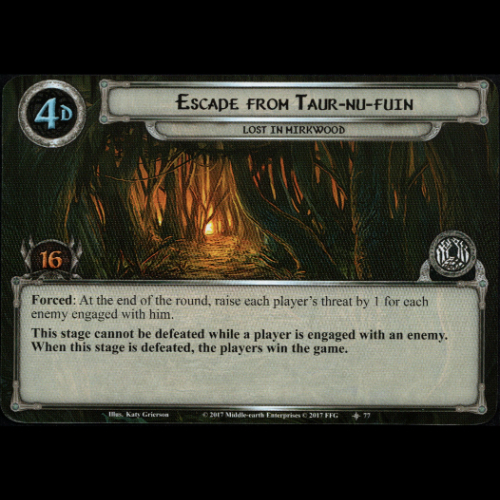 4D
ESCAPE FROM TAUR-NU-FUIN
LOST IN MIRKWOOD
16
Forced: At the end of the round, raise each player's threat by 1 for each
enemy engaged with him.
This stage cannot be defeated while a player is engaged with an enemy.
When this stage is defeated, the players win the game.
Illus. Katy Grierson
© 2017 Middle-earth Enterprises © 2017 FFG
77